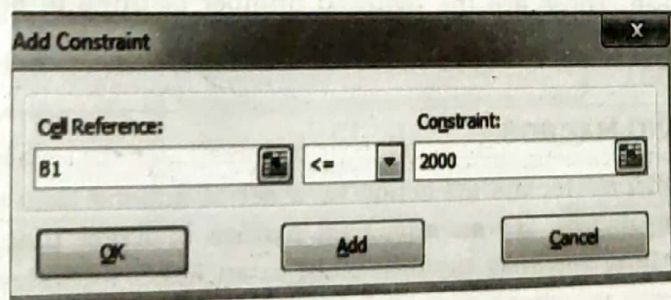 Add Constraint
X
Cell Reference:
Constraint:
B1
<=
2000
OK
Add
Cancel